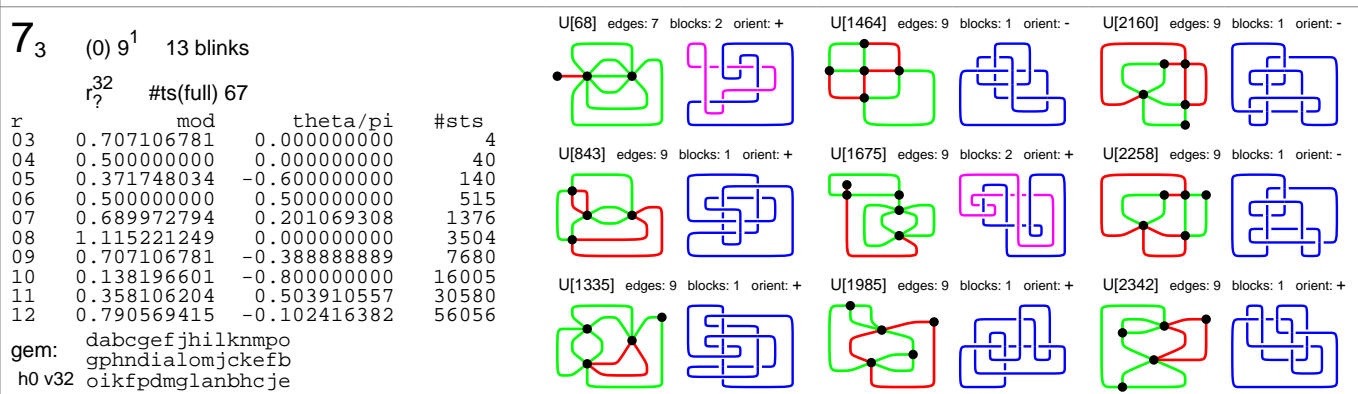 7₃ (0) 9¹ 13 blinks
r₇³² #ts(full) 67
r mod theta/pi #sts
03 0.707106781 0.000000000 4
04 0.500000000 0.000000000 40
05 0.371748034 -0.600000000 140
06 0.500000000 0.500000000 515
07 0.689972794 0.201069308 1376
08 1.115221249 0.000000000 3504
09 0.707106781 -0.388888889 7680
10 0.138196601 -0.800000000 16005
11 0.358106204 0.503910557 30580
12 0.790569415 -0.102416382 56056
gem: dabcgefjhilknmpo
gphndialomjckefb
h0 v32 oikfpdmglanbhcje
U[68] edges: 7 blocks: 2 orient: +
U[1464] edges: 9 blocks: 1 orient: -
U[2160] edges: 9 blocks: 1 orient: -
U[843] edges: 9 blocks: 1 orient: +
U[1675] edges: 9 blocks: 2 orient: +
U[2258] edges: 9 blocks: 1 orient: -
U[1335] edges: 9 blocks: 1 orient: +
U[1985] edges: 9 blocks: 1 orient: +
U[2342] edges: 9 blocks: 1 orient: +